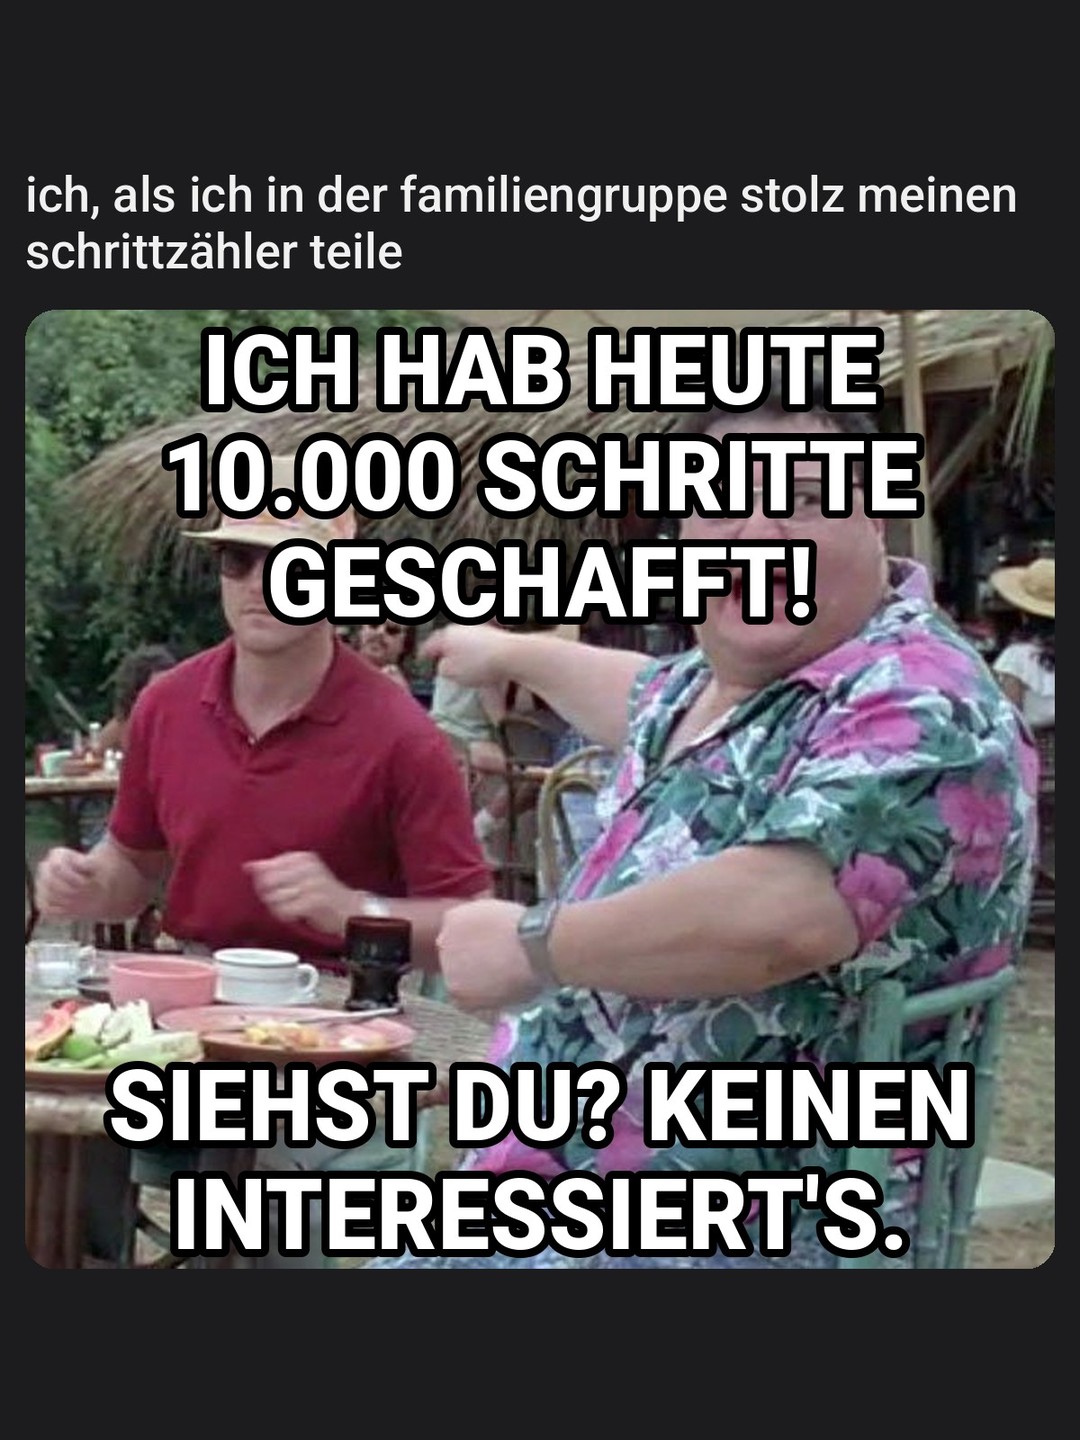 ich, als ich in der familiengruppe stolz meinen
schrittzähler teile
ICH HAB HEUTE
10.000 SCHRITTE
GESCHAFFT!
SIEHST DU? KEINEN
INTERESSIERT'S.